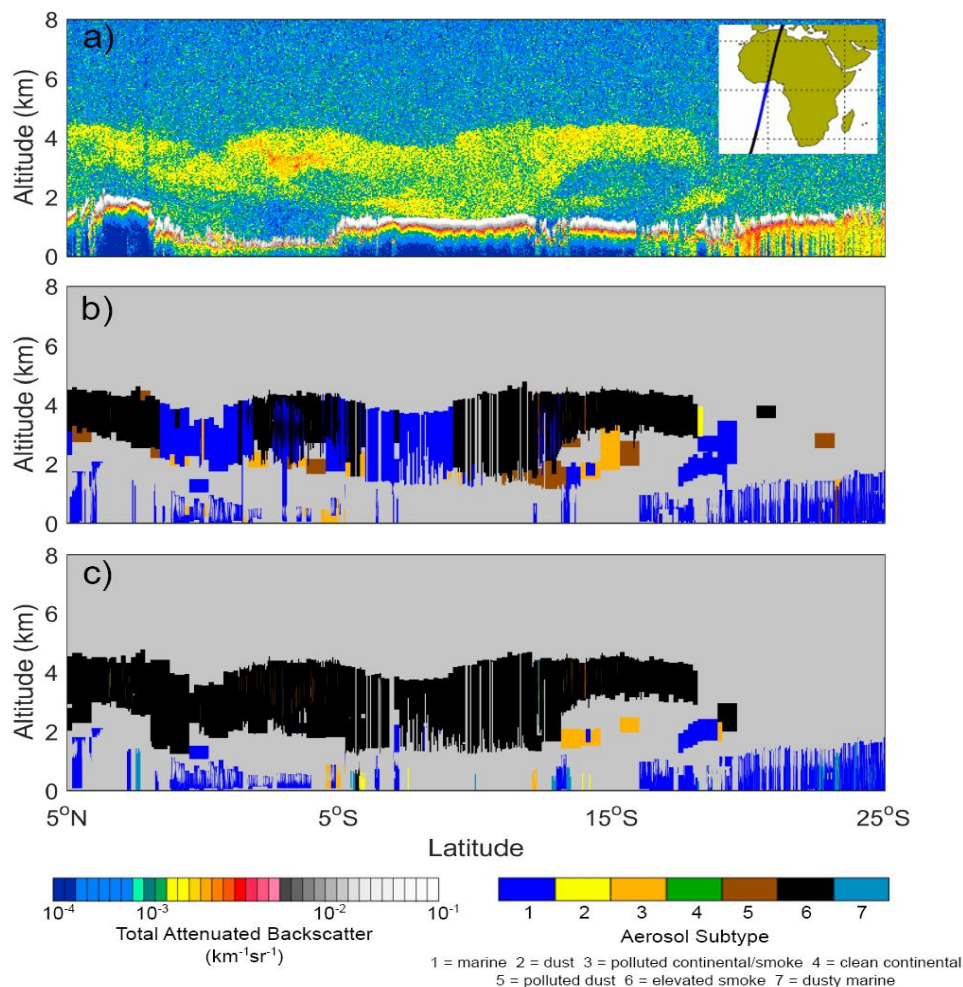 a)
8
6
4
2
0
Altitude (km)
b)
8
6
4
2
0
Altitude (km)
c)
8
6
4
2
0
Altitude (km)
5°N 5°S 15°S 25°S
Latitude
10⁻⁴ 10⁻³ 10⁻² 10⁻¹
Total Attenuated Backscatter
(km⁻¹sr⁻¹)
1 2 3 4 5 6 7
Aerosol Subtype
1 = marine 2 = dust 3 = polluted continental/smoke 4 = clean continental
5 = polluted dust 6 = elevated smoke 7 = dusty marine